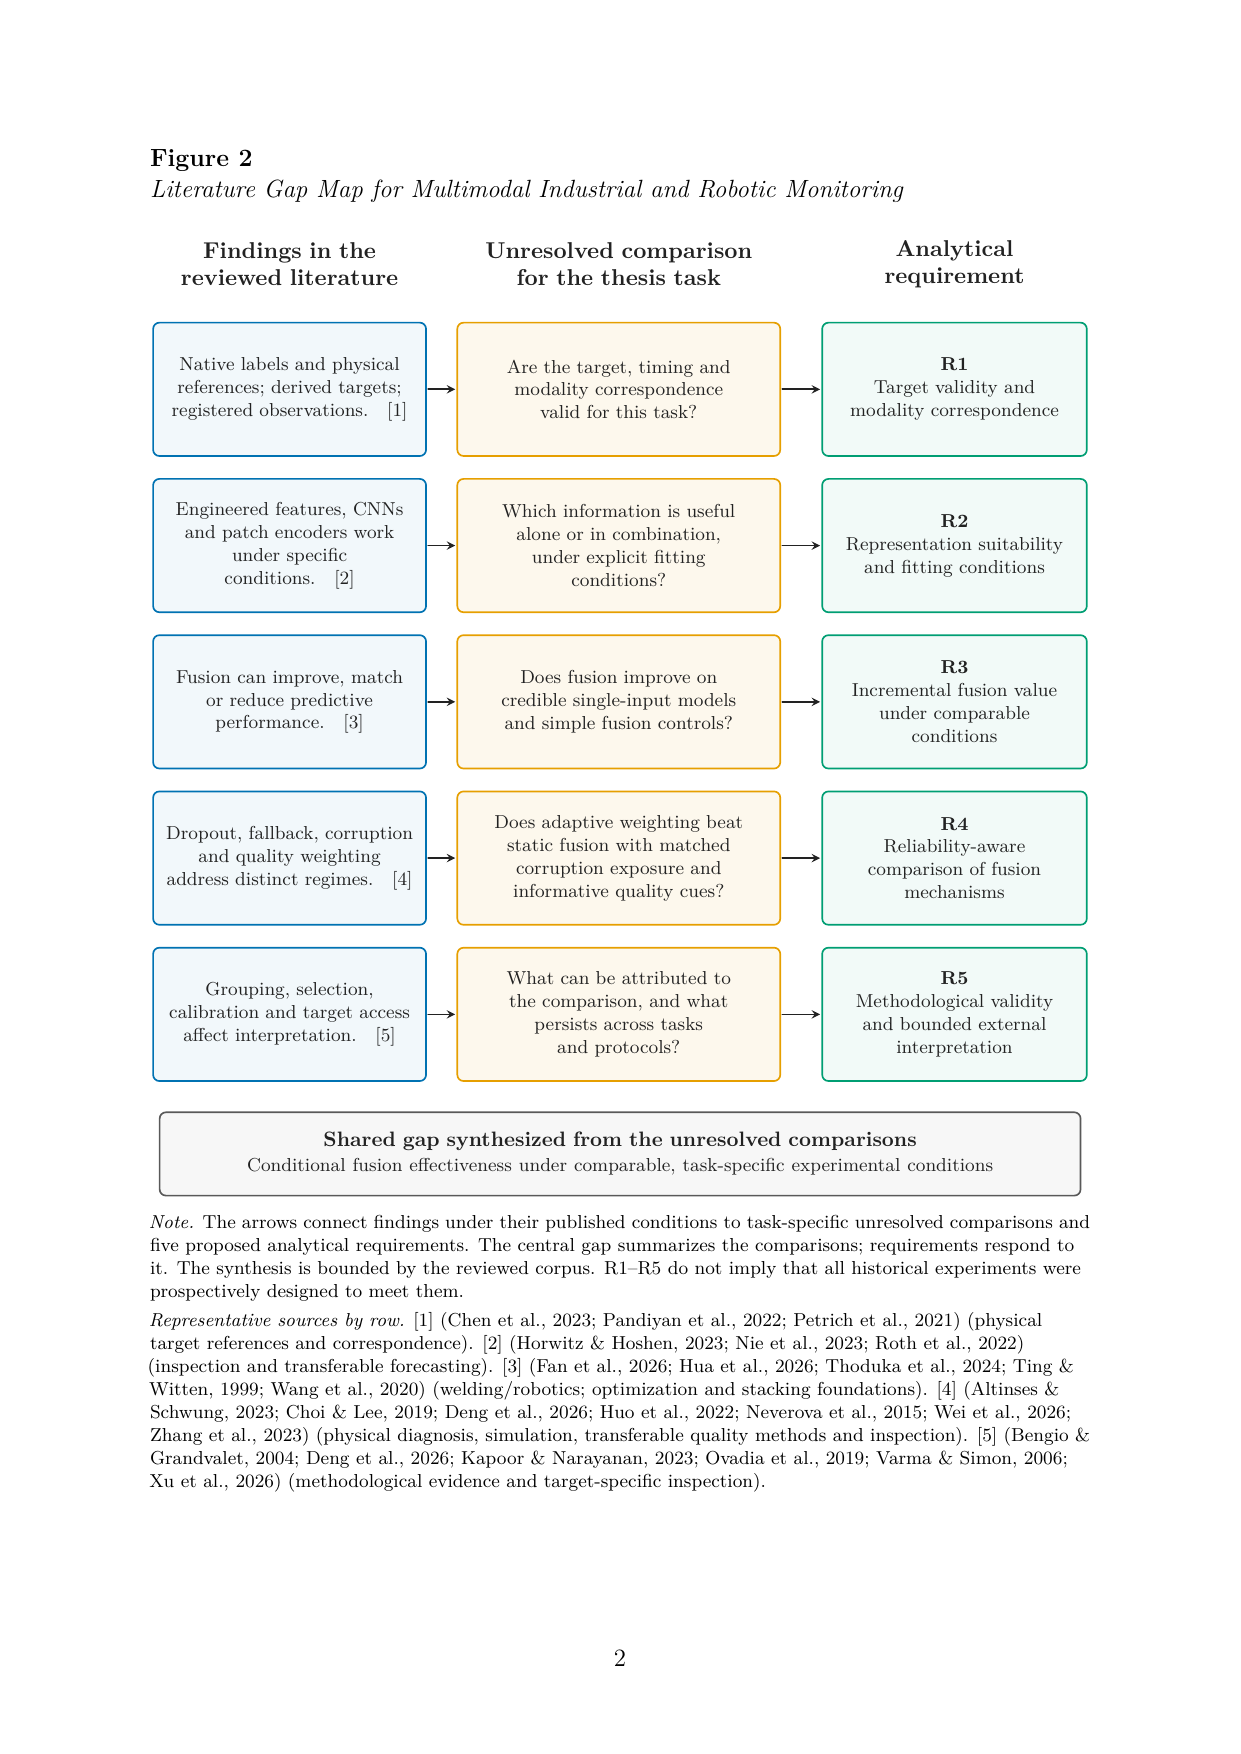 Figure 2
Literature Gap Map for Multimodal Industrial and Robotic Monitoring
Findings in the
reviewed literature
Unresolved comparison
for the thesis task
Analytical
requirement
Native labels and physical
references; derived targets;
registered observations. [1]
Are the target, timing and
modality correspondence
valid for this task?
R1
Target validity and
modality correspondence
Engineered features, CNNs
and patch encoders work
under specific
conditions. [2]
Which information is useful
alone or in combination,
under explicit fitting
conditions?
R2
Representation suitability
and fitting conditions
Fusion can improve, match
or reduce predictive
performance. [3]
Does fusion improve on
credible single-input models
and simple fusion controls?
R3
Incremental fusion value
under comparable
conditions
Dropout, fallback, corruption
and quality weighting
address distinct regimes. [4]
Does adaptive weighting beat
static fusion with matched
corruption exposure and
informative quality cues?
R4
Reliability-aware
comparison of fusion
mechanisms
Grouping, selection,
calibration and target access
affect interpretation. [5]
What can be attributed to
the comparison, and what
persists across tasks
and protocols?
R5
Methodological validity
and bounded external
interpretation
Shared gap synthesized from the unresolved comparisons
Conditional fusion effectiveness under comparable, task-specific experimental conditions
Note. The arrows connect findings under their published conditions to task-specific unresolved comparisons and
five proposed analytical requirements. The central gap summarizes the comparisons; requirements respond to
it. The synthesis is bounded by the reviewed corpus. R1–R5 do not imply that all historical experiments were
prospectively designed to meet them.
Representative sources by row. [1] (Chen et al., 2023; Pandiyan et al., 2022; Petrich et al., 2021) (physical
target references and correspondence). [2] (Horwitz & Hoshen, 2023; Nie et al., 2023; Roth et al., 2022)
(inspection and transferable forecasting). [3] (Fan et al., 2026; Hua et al., 2026; Thoduka et al., 2024; Ting &
Witten, 1999; Wang et al., 2020) (welding/robotics; optimization and stacking foundations). [4] (Altinses &
Schwung, 2023; Choi & Lee, 2019; Deng et al., 2026; Huo et al., 2022; Neverova et al., 2015; Wei et al., 2026;
Zhang et al., 2023) (physical diagnosis, simulation, transferable quality methods and inspection). [5] (Bengio &
Grandvalet, 2004; Deng et al., 2026; Kapoor & Narayanan, 2023; Ovadia et al., 2019; Varma & Simon, 2006;
Xu et al., 2026) (methodological evidence and target-specific inspection).
2